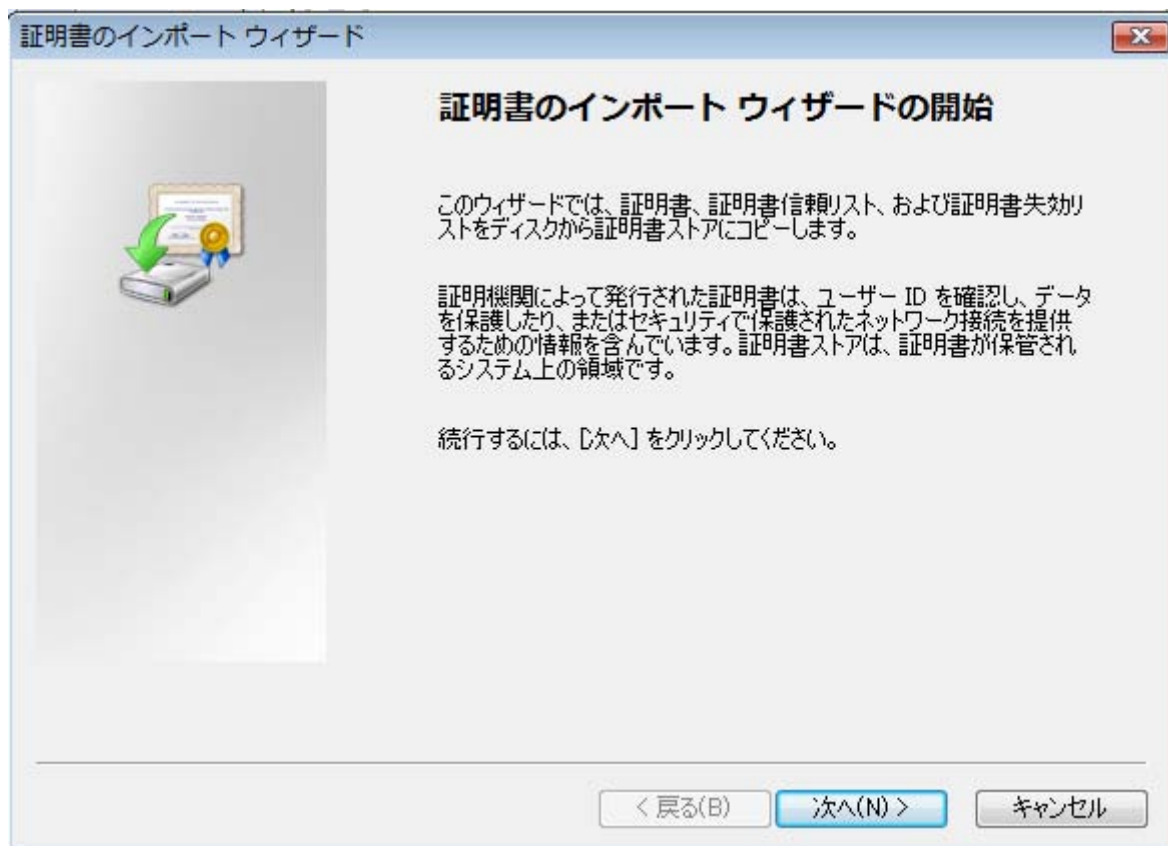 証明書のインポート ウィザード
証明書のインポート ウィザードの開始
このウィザードでは、証明書、証明書信頼リスト、および証明書失効リ
ストをディスクから証明書ストアにコピーします。
証明機関によって発行された証明書は、ユーザー ID を確認し、データ
を保護したり、またはセキュリティで保護されたネットワーク接続を提供
するための情報を含んでいます。証明書ストアは、証明書が保管され
るシステム上の領域です。
続行するには、[次へ] をクリックしてください。
< 戻る(B)
次へ(N) >
キャンセル